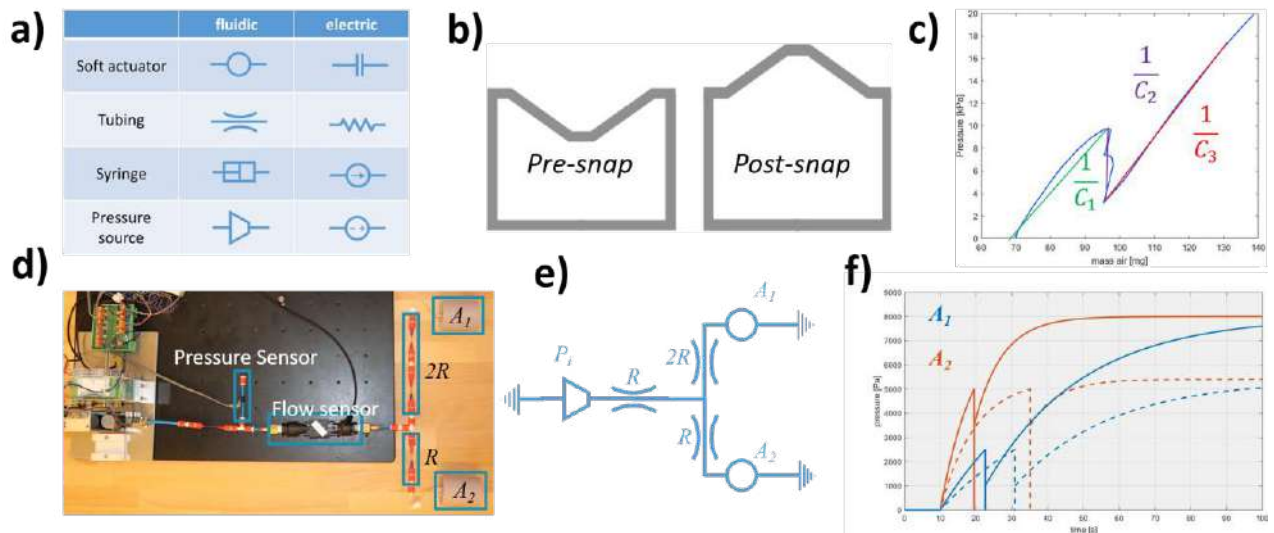 a)
fluidic electric
Soft actuator
Tubing
Syringe
Pressure
source
b)
Pre-snap
Post-snap
c)
Pressure [kPa]
20
18
16
14
12
10
8
6
4
2
0
60 70 80 90 100 110 120 130 140
mass air [mg]
1
C1
1
C2
1
C3
d)
Pressure Sensor
Flow sensor
A1
2R
R
A2
e)
Pi
R
2R
R
A1
A2
f)
A1
A2
pressure [Pa]
9000
8000
7000
6000
5000
4000
3000
2000
1000
0
0 10 20 30 40 50 60 70 80 90 100
time [s]